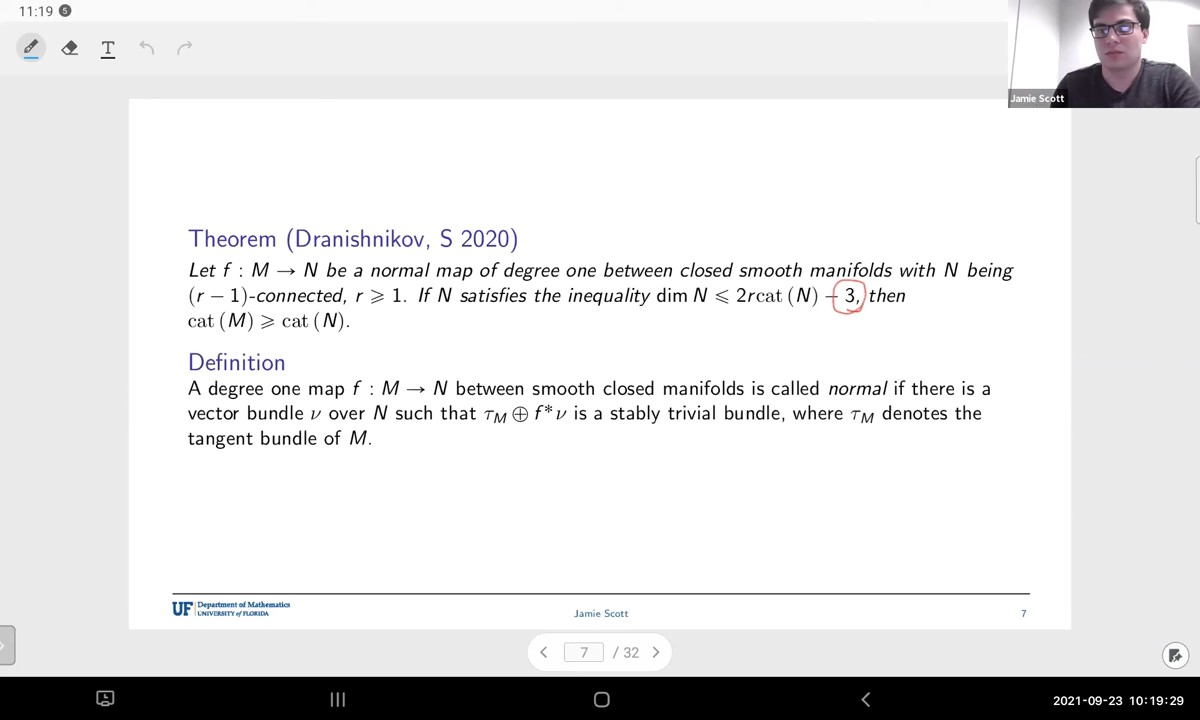 11:19 5
T
Jamie Scott
Theorem (Dranishnikov, S 2020)
Let f : M → N be a normal map of degree one between closed smooth manifolds with N being
(r − 1)-connected, r ⩾ 1. If N satisfies the inequality dim N ⩽ 2rcat (N) − 3, then
cat (M) ⩾ cat (N).
Definition
A degree one map f : M → N between smooth closed manifolds is called normal if there is a
vector bundle ν over N such that τ_M ⊕ f*ν is a stably trivial bundle, where τ_M denotes the
tangent bundle of M.
UF Department of Mathematics
UNIVERSITY of FLORIDA
Jamie Scott
7
7 / 32
2021-09-23 10:19:29